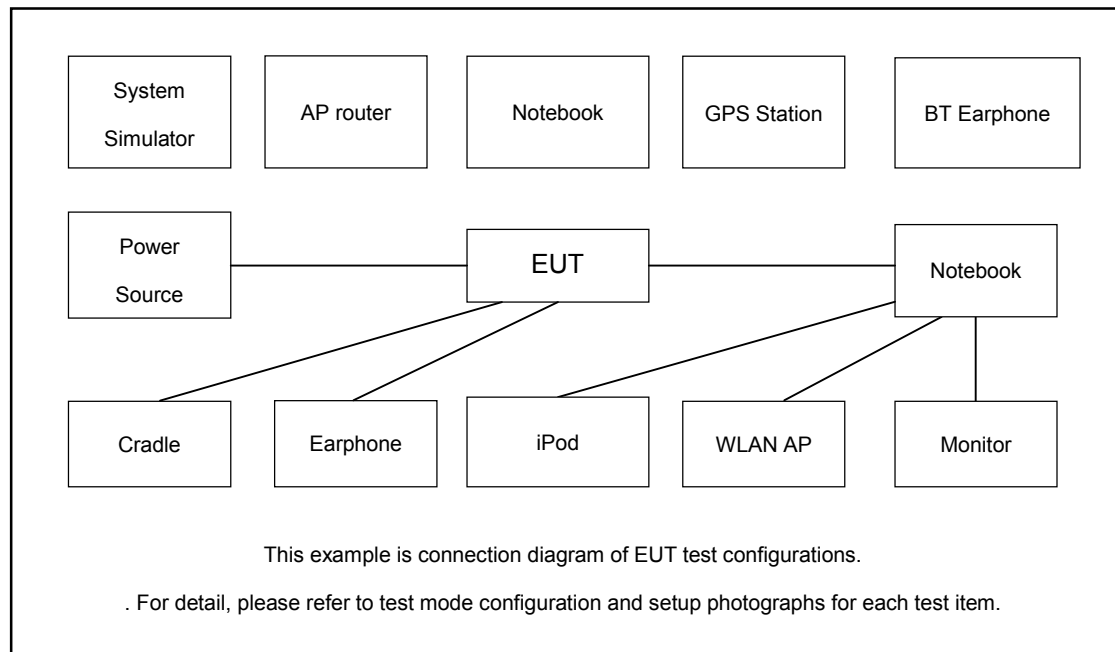 System
Simulator
AP router
Notebook
GPS Station
BT Earphone
Power
Source
EUT
Notebook
Cradle
Earphone
iPod
WLAN AP
Monitor
This example is connection diagram of EUT test configurations.
. For detail, please refer to test mode configuration and setup photographs for each test item.